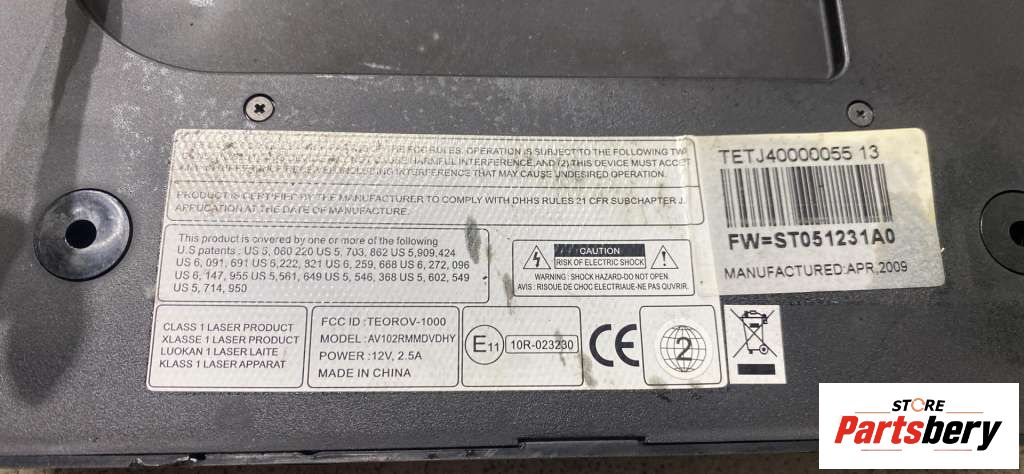 FCC RULES. OPERATION IS SUBJECT TO THE FOLLOWING TWO
HARMFUL INTERFERENCE,AND (2) THIS DEVICE MUST ACCEPT
INCLUDING INTERFERENCE THAT MAY CAUSE UNDESIRED OPERATION.
PRODUCT IS CERTIFIED BY THE MANUFACTURER TO COMPLY WITH DHHS RULES 21 CFR SUBCHAPTER J.
APPLICATION AT THE DATE OF MANUFACTURE.
This product is covered by one or more of the following
U.S patents : US 5, 060 220 US 5, 703, 862 US 5,909,424
US 6, 091, 691 US 6,222, 921 US 6, 259, 668 US 6, 272, 096
US 6, 147, 955 US 5,561, 649 US 5, 546, 368 US 5, 602, 549
US 5, 714, 950
CAUTION
RISK OF ELECTRIC SHOCK
WARNING : SHOCK HAZARD-DO NOT OPEN.
AVIS : RISOUE DE CHOC ELECTRIAUE-NE PAS QUVRIR.
TETJ40000055 13
FW=ST051231A0
MANUFACTURED:APR,2009
CLASS 1 LASER PRODUCT
XLASSE 1 LASER PRODUCT
LUOKAN 1 LASER LAITE
KLASS 1 LASER APPARAT
FCC ID : TEOROV-1000
MODEL : AV102RMMDVDHY
POWER : 12V, 2.5A
MADE IN CHINA
E11
10R-023230
CE
2
STORE
Partsbery